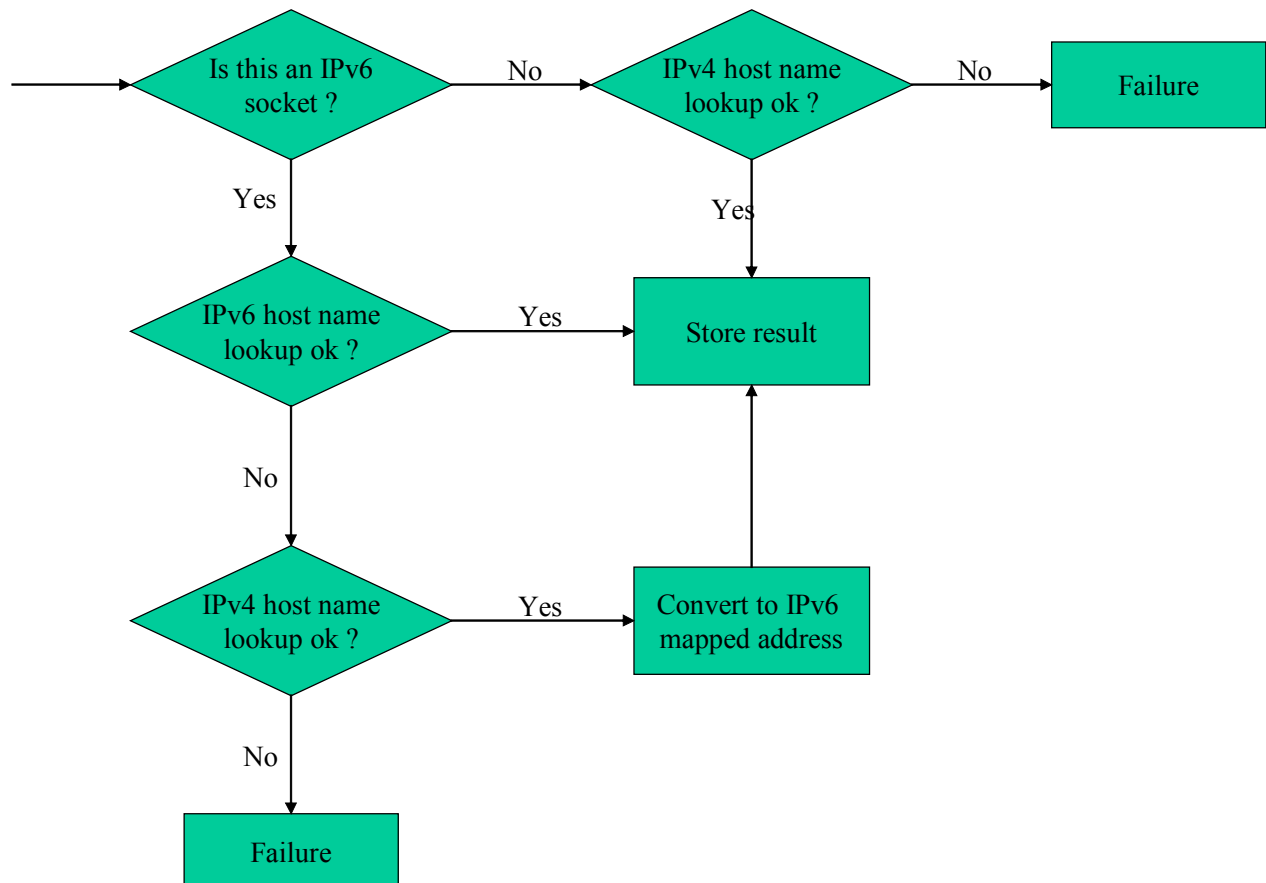 Is this an IPv6
socket ?
No
IPv4 host name
lookup ok ?
No
Failure
Yes
Yes
IPv6 host name
lookup ok ?
Yes
Store result
No
IPv4 host name
lookup ok ?
Yes
Convert to IPv6
mapped address
No
Failure